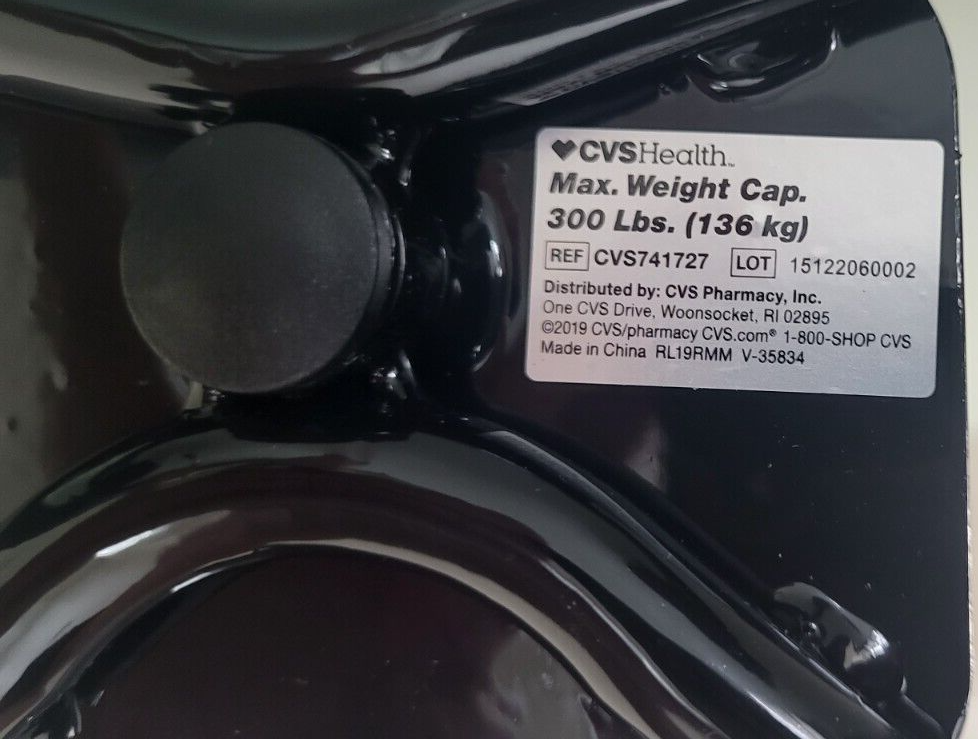 CVSHealth™
Max. Weight Cap.
300 Lbs. (136 kg)
REF CVS741727 LOT 15122060002
Distributed by: CVS Pharmacy, Inc.
One CVS Drive, Woonsocket, RI 02895
©2019 CVS/pharmacy CVS.com® 1-800-SHOP CVS
Made in China RL19RMM V-35834